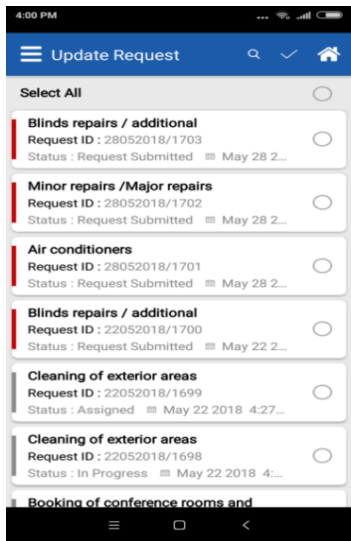 4:00 PM
Update Request
Select All
Blinds repairs / additional
Request ID : 28052018/1703
Status : Request Submitted May 28 2...
Minor repairs /Major repairs
Request ID : 28052018/1702
Status : Request Submitted May 28 2...
Air conditioners
Request ID : 28052018/1701
Status : Request Submitted May 28 2...
Blinds repairs / additional
Request ID : 22052018/1700
Status : Request Submitted May 22 2...
Cleaning of exterior areas
Request ID : 22052018/1699
Status : Assigned May 22 2018 4:27...
Cleaning of exterior areas
Request ID : 22052018/1698
Status : In Progress May 22 2018 4:...
Booking of conference rooms and